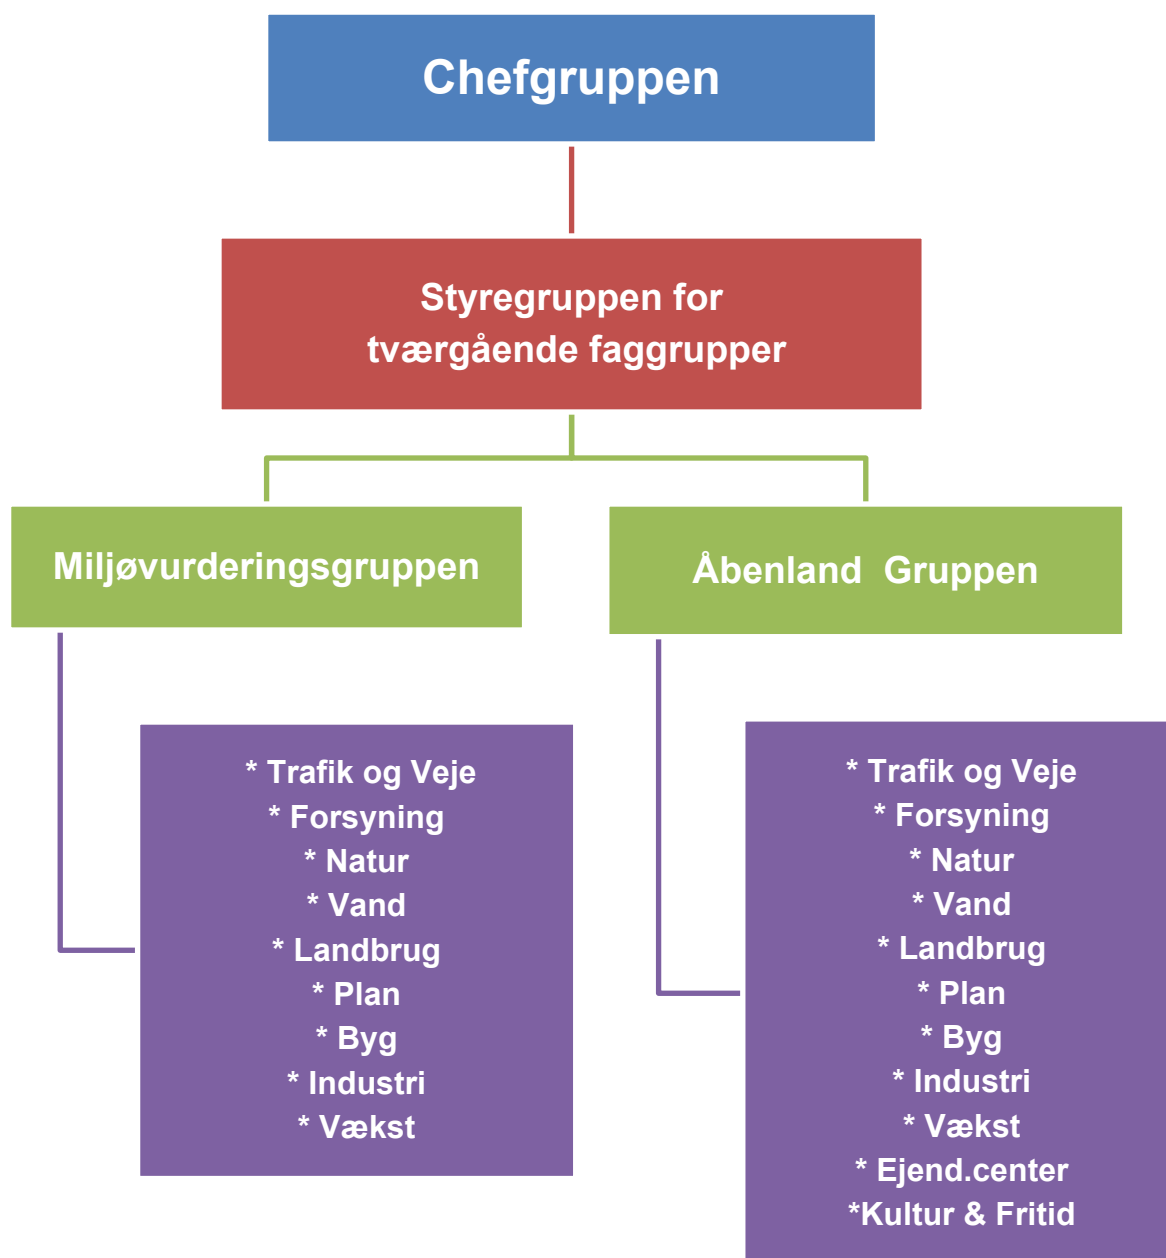 Chefgruppen
Styregruppen for
tværgående faggrupper
Miljøvurderingsgruppen
Åbenland  Gruppen
* Trafik og Veje
* Forsyning
* Natur
* Vand
* Landbrug
* Plan
* Byg
* Industri
* Vækst
* Trafik og Veje
* Forsyning
* Natur
* Vand
* Landbrug
* Plan
* Byg
* Industri
* Vækst
* Ejend.center
*Kultur & Fritid